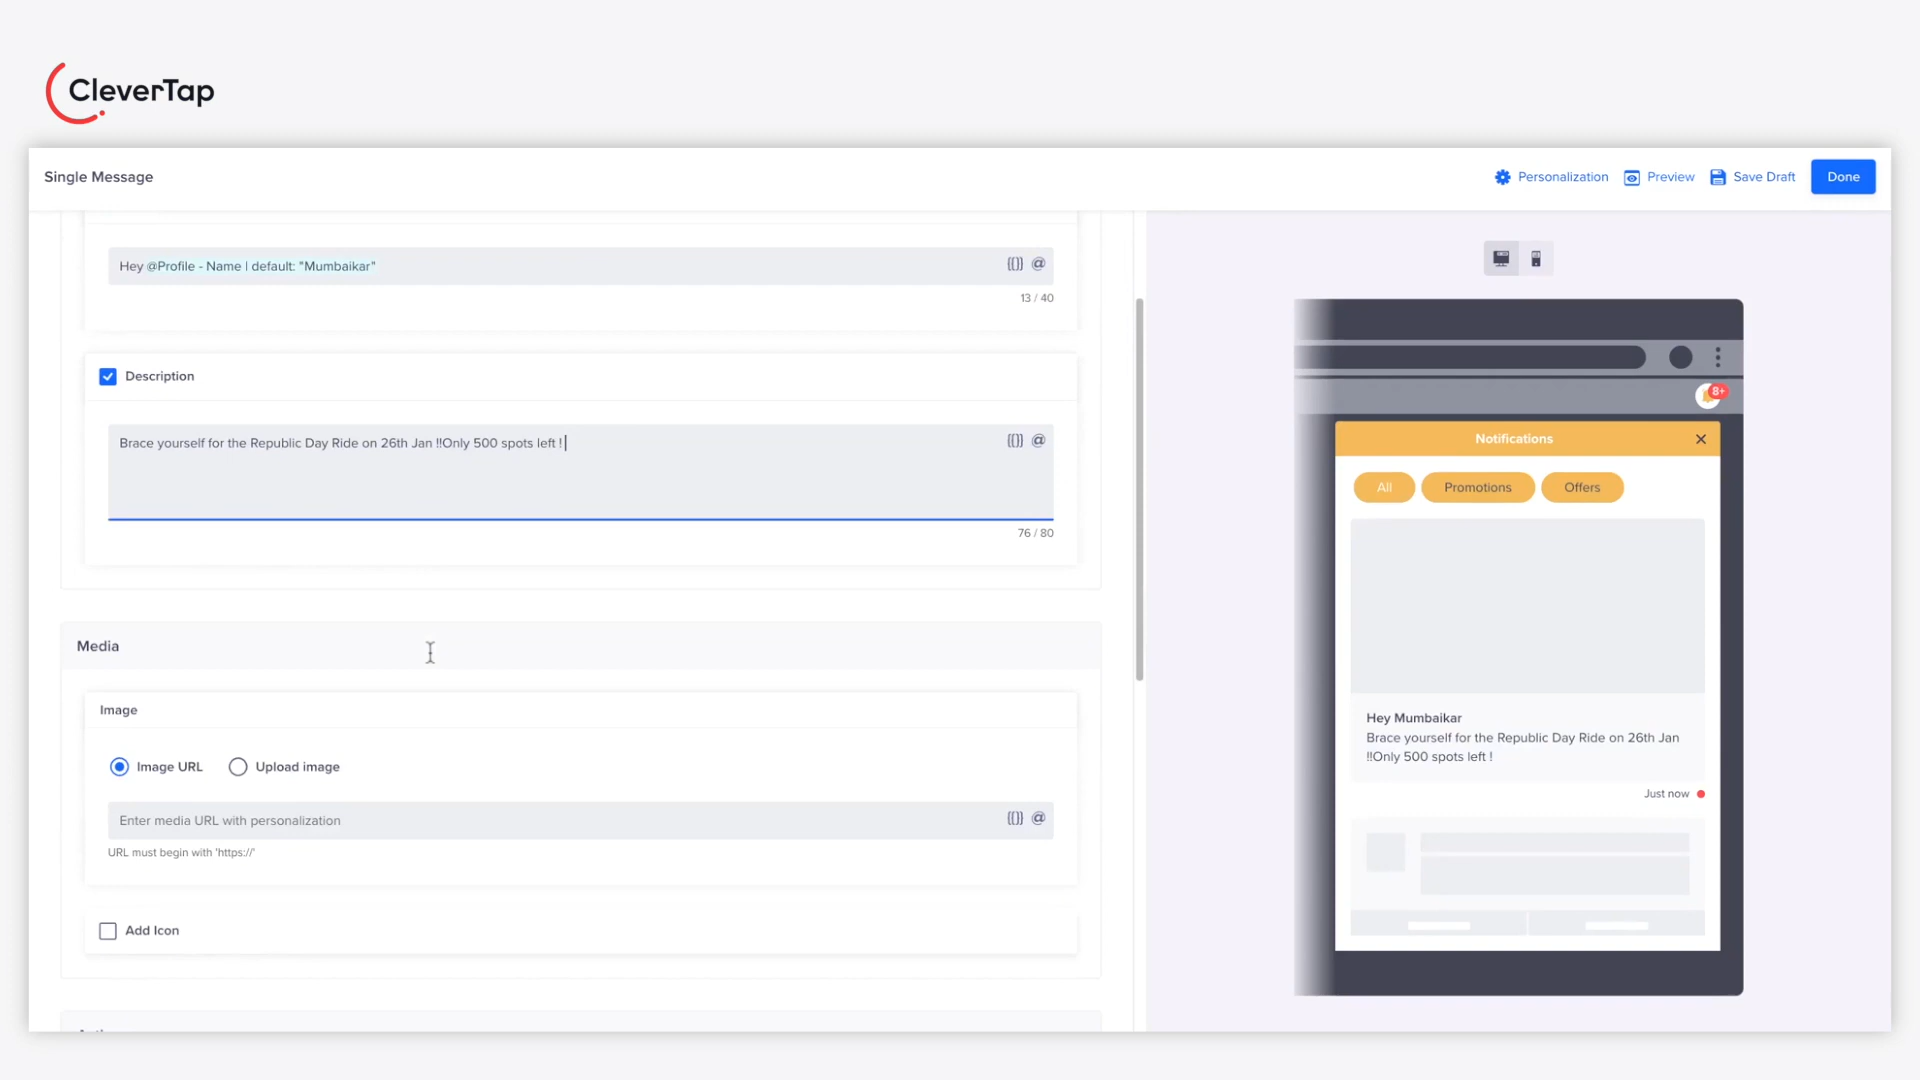 CleverTap
Single Message
Personalization
Preview
Save Draft
Done
Hey @Profile - Name | default: "Mumbaikar"
{{}} @
13 / 40
Description
Brace yourself for the Republic Day Ride on 26th Jan !!Only 500 spots left !
{{}} @
76 / 80
Media
Image
Image URL
Upload image
Enter media URL with personalization
{{}} @
URL must begin with 'https://'
Add Icon
8+
Notifications
All
Promotions
Offers
Hey Mumbaikar
Brace yourself for the Republic Day Ride on 26th Jan
!!Only 500 spots left !
Just now